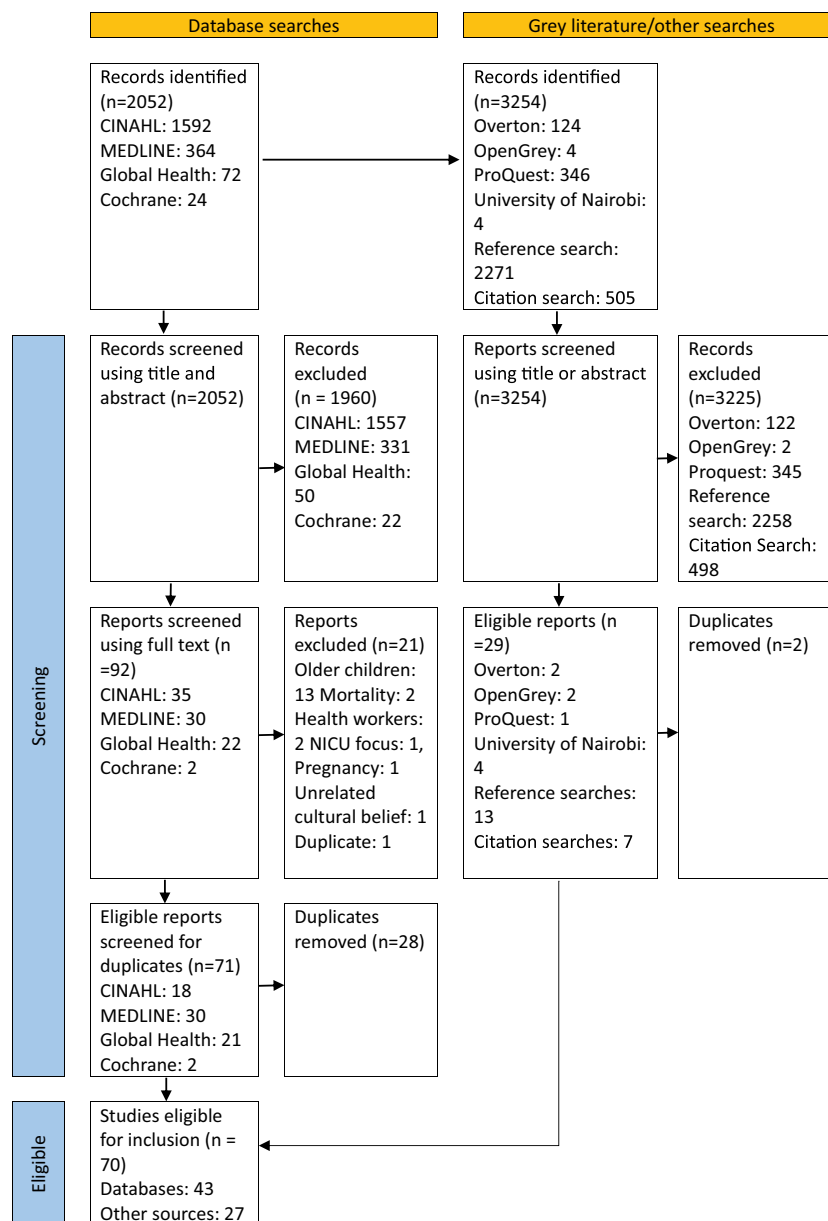 Database searches
Grey literature/other searches
Records identified
(n=2052)
CINAHL: 1592
MEDLINE: 364
Global Health: 72
Cochrane: 24
Records identified
(n=3254)
Overton: 124
OpenGrey: 4
ProQuest: 346
University of Nairobi:
4
Reference search:
2271
Citation search: 505
Screening
Records screened
using title and
abstract (n=2052)
Records
excluded
(n = 1960)
CINAHL: 1557
MEDLINE: 331
Global Health:
50
Cochrane: 22
Reports screened
using title or abstract
(n=3254)
Records
excluded
(n=3225)
Overton: 122
OpenGrey: 2
Proquest: 345
Reference
search: 2258
Citation Search:
498
Reports screened
using full text (n
=92)
CINAHL: 35
MEDLINE: 30
Global Health: 22
Cochrane: 2
Reports
excluded (n=21)
Older children:
13 Mortality: 2
Health workers:
2 NICU focus: 1,
Pregnancy: 1
Unrelated
cultural belief: 1
Duplicate: 1
Eligible reports (n
=29)
Overton: 2
OpenGrey: 2
ProQuest: 1
University of Nairobi:
4
Reference searches:
13
Citation searches: 7
Duplicates
removed (n=2)
Eligible reports
screened for
duplicates (n=71)
CINAHL: 18
MEDLINE: 30
Global Health: 21
Cochrane: 2
Duplicates
removed (n=28)
Eligible
Studies eligible
for inclusion (n =
70)
Databases: 43
Other sources: 27